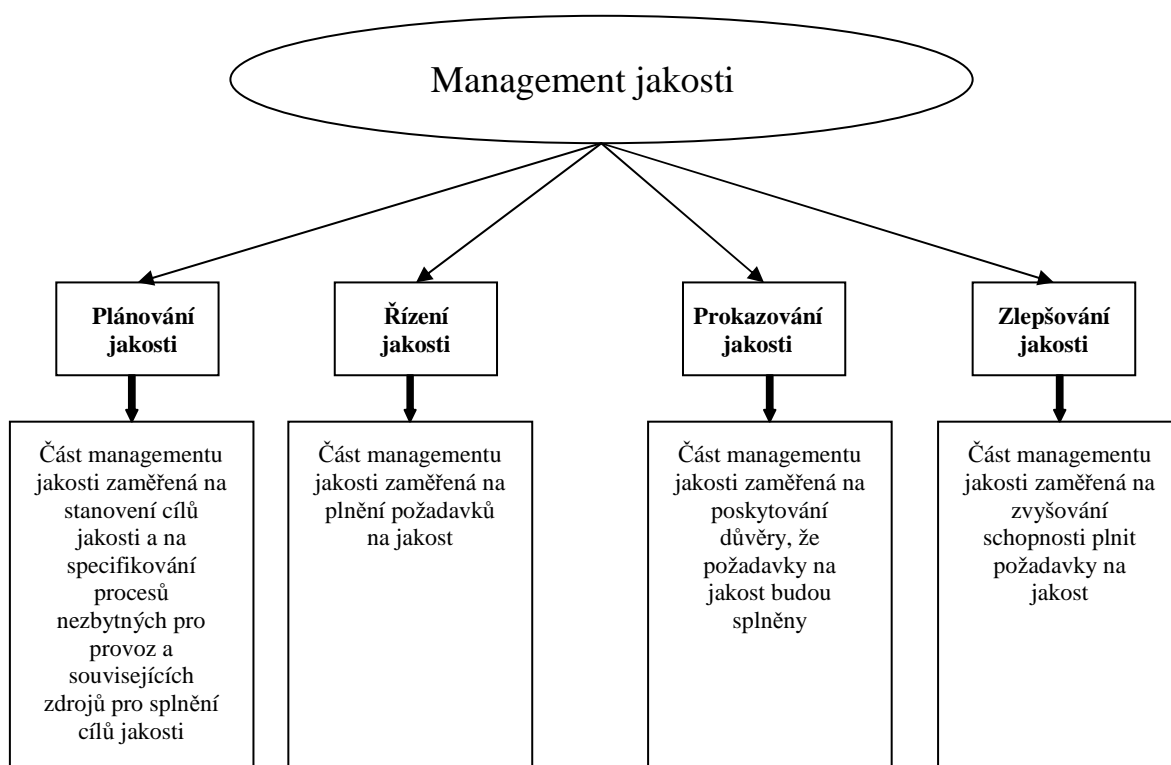 Management jakosti
Plánování
jakosti
Řízení
jakosti
Prokazování
jakosti
Zlepšování
jakosti
Část managementu
jakosti zaměřená na
stanovení cílů
jakosti a na
specifikování
procesů
nezbytných pro
provoz a
souvisejících
zdrojů pro splnění
cílů jakosti
Část managementu
jakosti zaměřená na
plnění požadavků
na jakost
Část managementu
jakosti zaměřená na
poskytování
důvěry, že
požadavky na
jakost budou
splněny
Část managementu
jakosti zaměřená na
zvyšování
schopnosti plnit
požadavky na
jakost